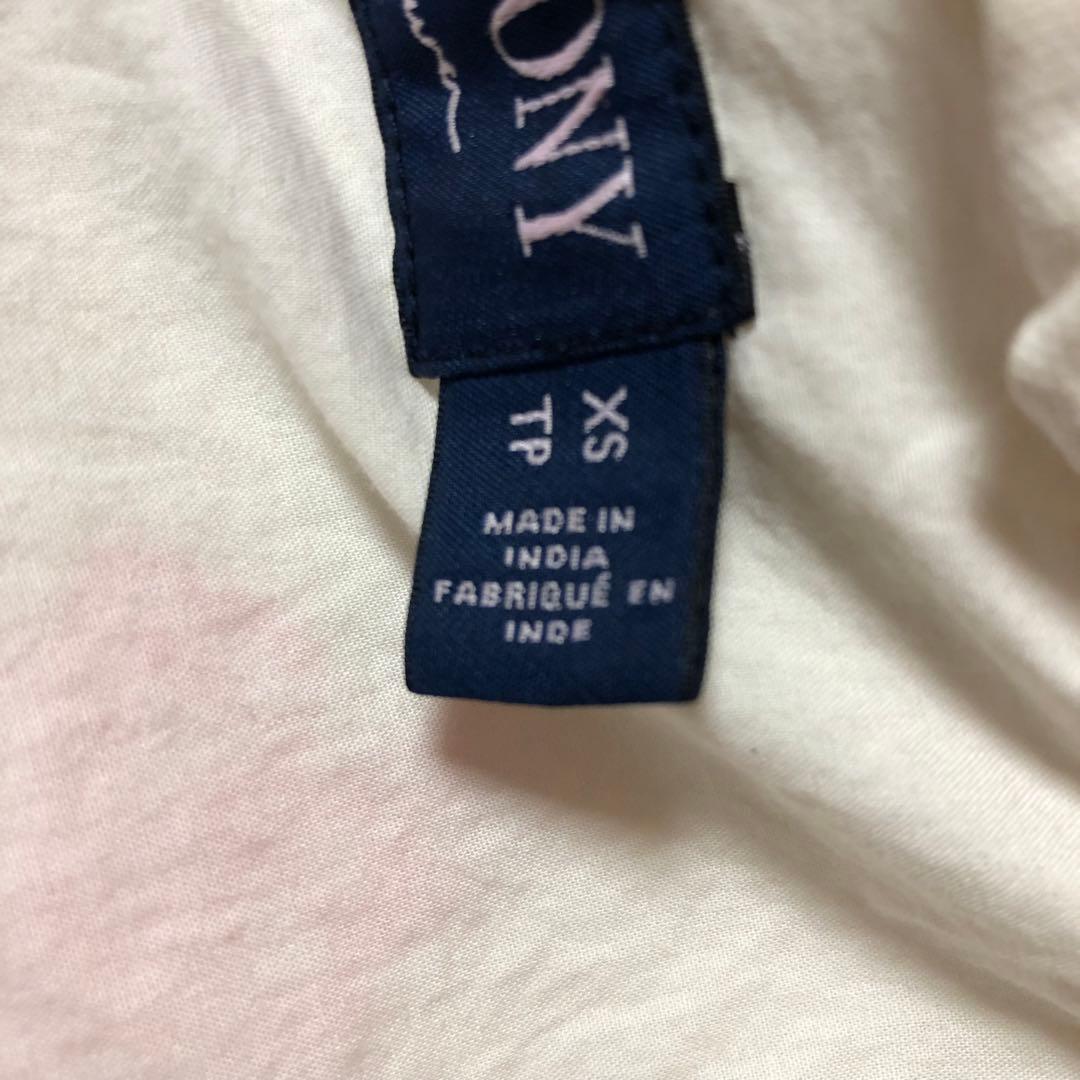 ONY
XS
TP
MADE IN
INDIA
FABRIQUÉ EN
INDE